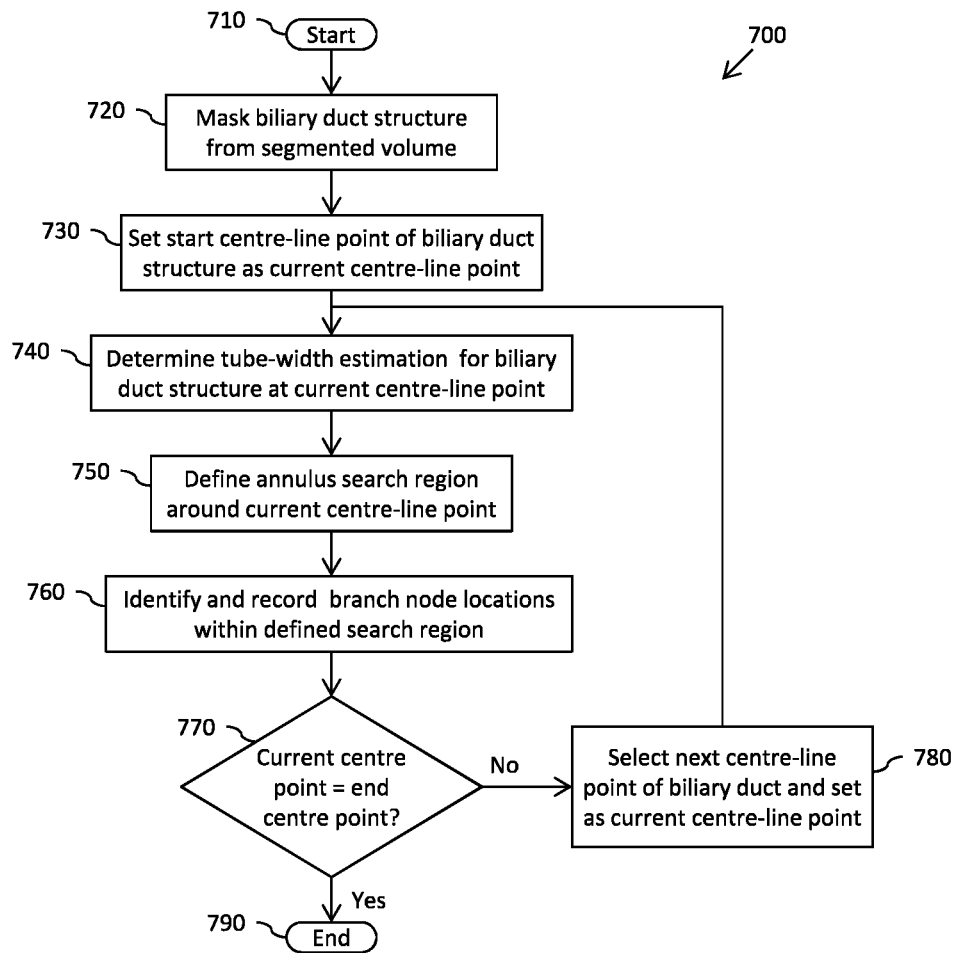 710
Start
700
720
Mask biliary duct structure
from segmented volume
730
Set start centre-line point of biliary duct
structure as current centre-line point
740
Determine tube-width estimation for biliary
duct structure at current centre-line point
750
Define annulus search region
around current centre-line point
760
Identify and record branch node locations
within defined search region
770
Current centre
point = end
centre point?
No
Select next centre-line
point of biliary duct and set
as current centre-line point
780
Yes
790
End